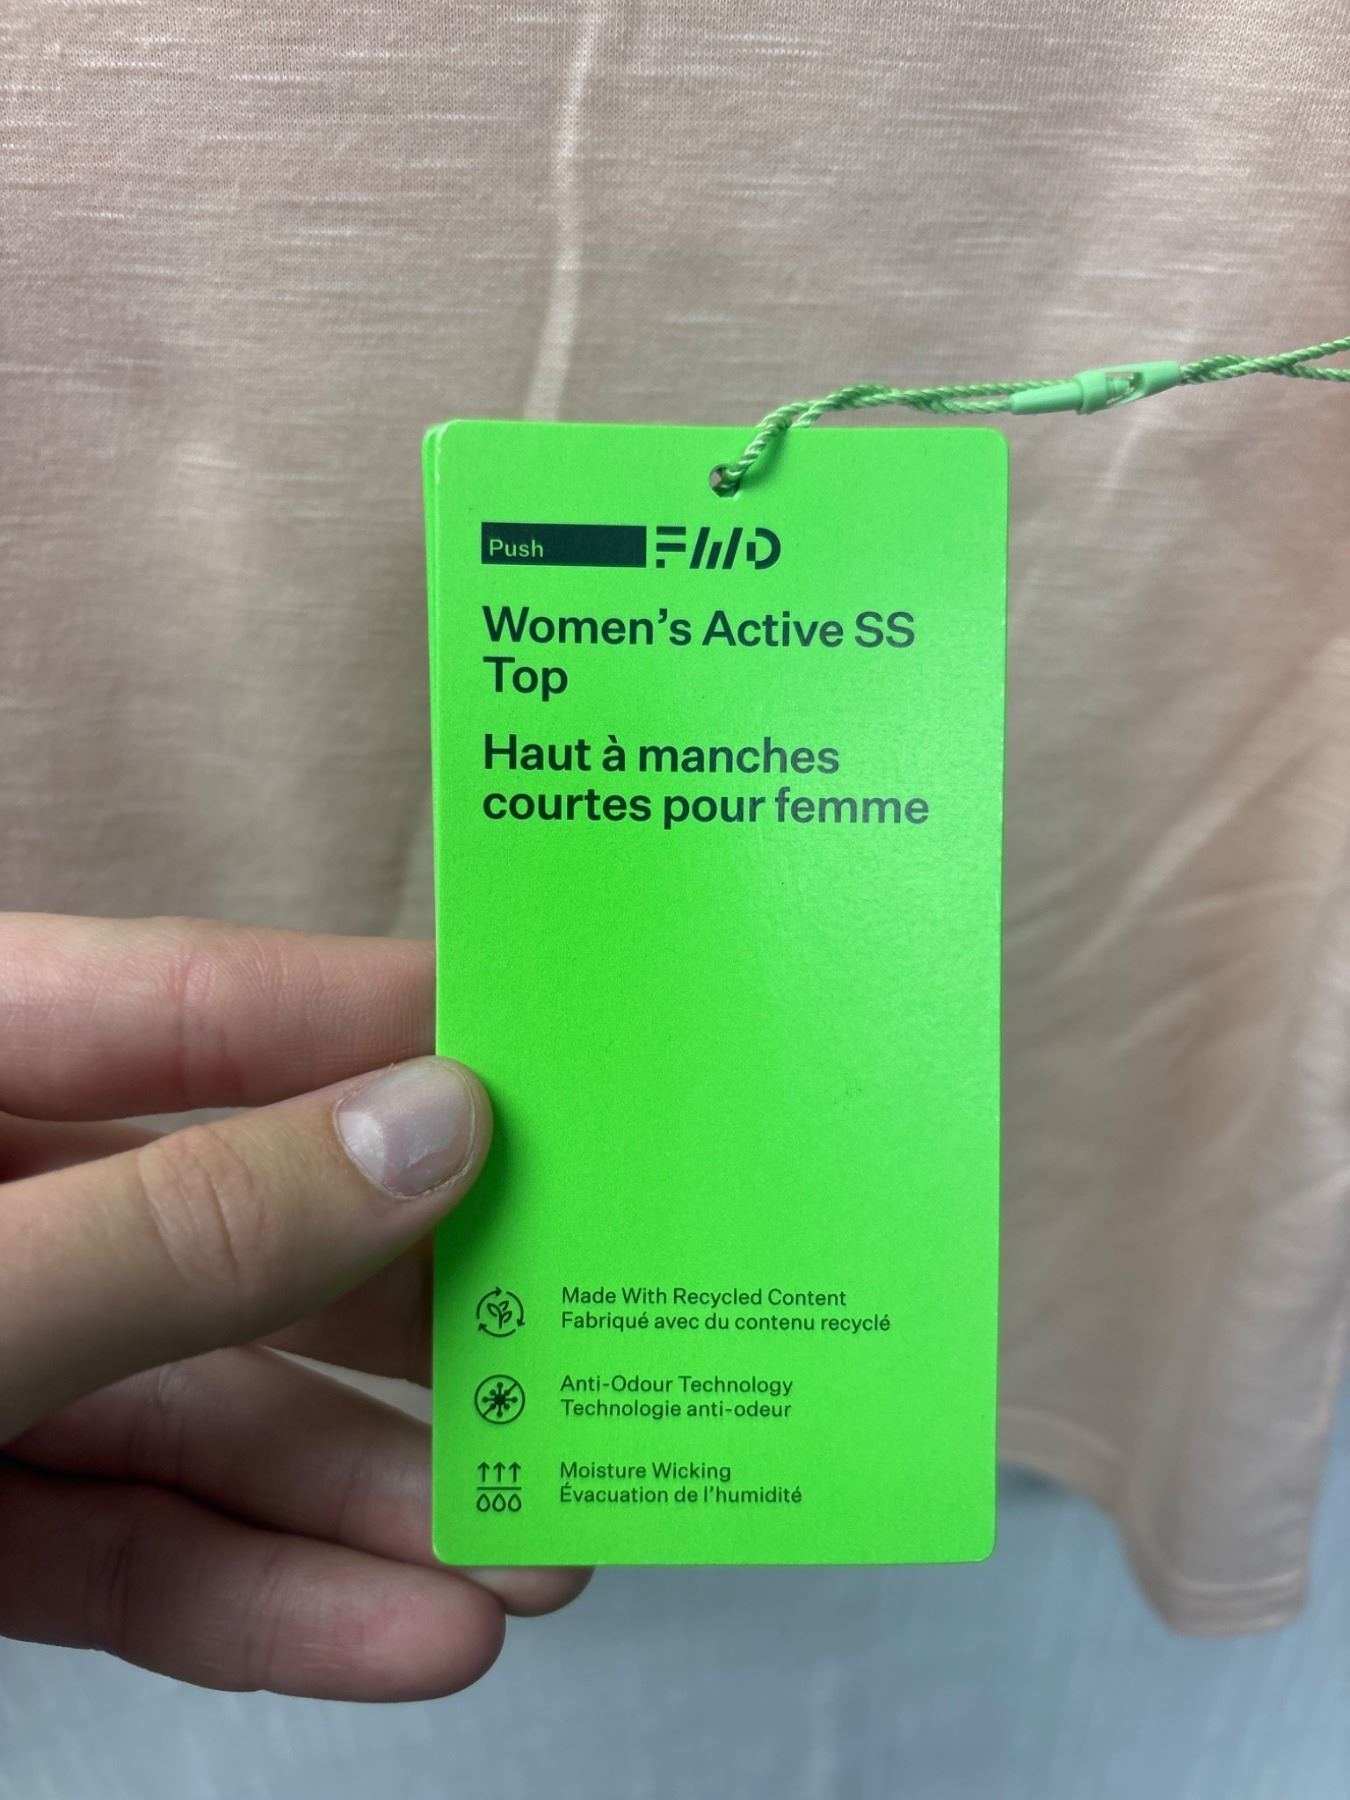 Push FWD
Women's Active SS
Top
Haut à manches
courtes pour femme
Made With Recycled Content
Fabriqué avec du contenu recyclé
Anti-Odour Technology
Technologie anti-odeur
Moisture Wicking
Évacuation de l'humidité